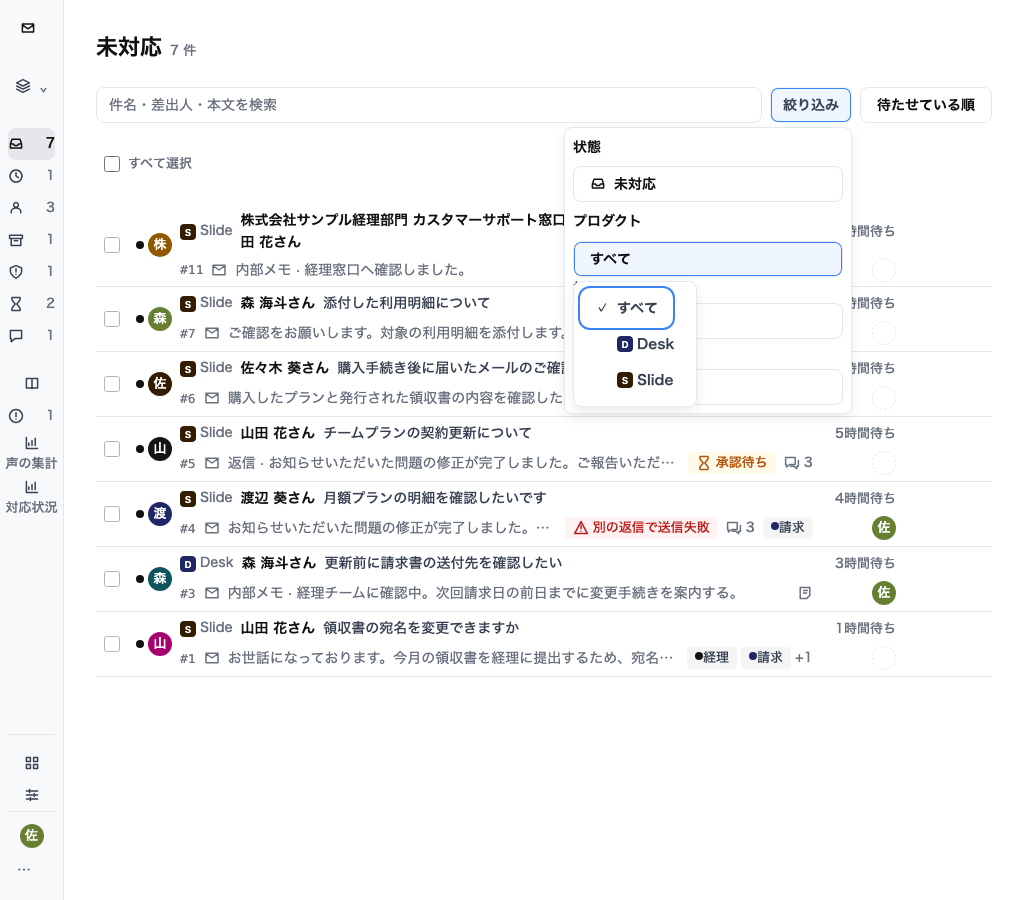 未対応 7 件
件名・差出人・本文を検索
絞り込み
待たせている順
7
1
3
1
1
2
1
1
声の集計
対応状況
佐
…
すべて選択
状態
未対応
プロダクト
すべて
✓ すべて
D Desk
S Slide
株 S Slide 株式会社サンプル経理部門 カスタマーサポート窓口
田 花さん
時間待ち
#11 内部メモ · 経理窓口へ確認しました。
森 S Slide 森 海斗さん 添付した利用明細について
#7 ご確認をお願いします。対象の利用明細を添付します。
佐 S Slide 佐々木 葵さん 購入手続き後に届いたメールのご確認
時間待ち
#6 購入したプランと発行された領収書の内容を確認した
山 S Slide 山田 花さん チームプランの契約更新について 5時間待ち
#5 返信 · お知らせいただいた問題の修正が完了しました。ご報告いただ… 承認待ち 3
渡 S Slide 渡辺 葵さん 月額プランの明細を確認したいです 4時間待ち
#4 お知らせいただいた問題の修正が完了しました。… 別の返信で送信失敗 3 請求 佐
森 D Desk 森 海斗さん 更新前に請求書の送付先を確認したい 3時間待ち
#3 内部メモ · 経理チームに確認中。次回請求日の前日までに変更手続きを案内する。 佐
山 S Slide 山田 花さん 領収書の宛名を変更できますか 1時間待ち
#1 お世話になっております。今月の領収書を経理に提出するため、宛名… 経理 請求 +1